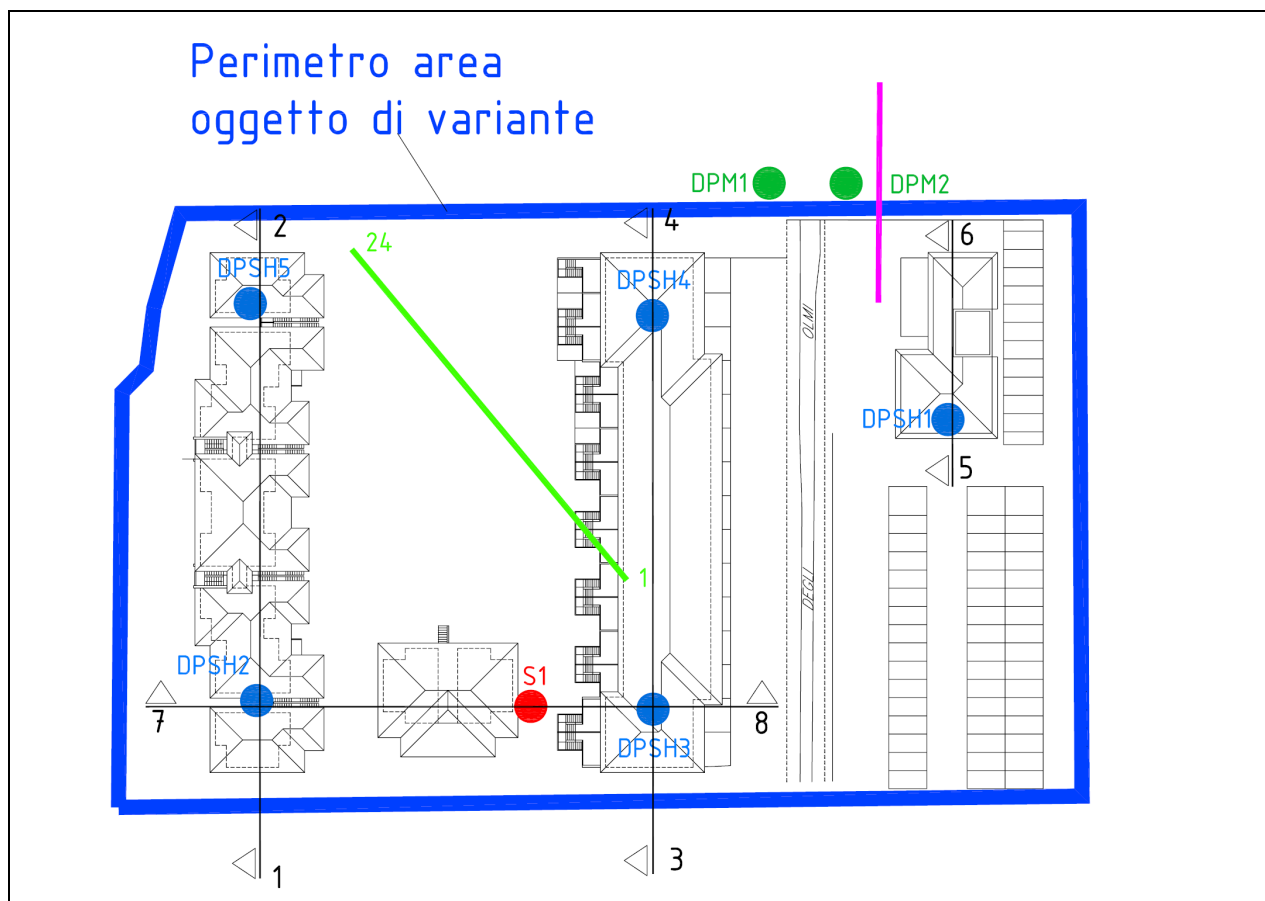 Perimetro area
oggetto di variante
DPM1
DPM2
2
4
6
24
DPSH5
DPSH4
OLMI
DPSH1
5
1
DEGLI
DPSH2
S1
7
8
DPSH3
3
1